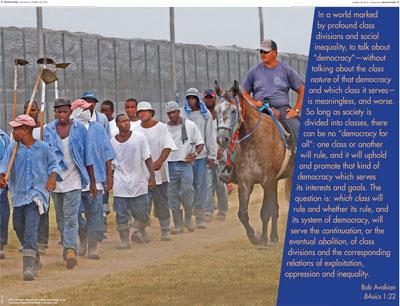 In a world marked
by profound class
divisions and social
inequality, to talk about
"democracy"—without
talking about the class
nature of that democracy
and which class it serves—
is meaningless, and worse.
So long as society is
divided into classes, there
can be no "democracy for
all": one class or another
will rule, and it will uphold
and promote that kind of
democracy which serves
its interests and goals. The
question is: which class will
rule and whether its rule, and
its system of democracy, will
serve the continuation, or the
eventual abolition, of class
divisions and the corresponding
relations of exploitation,
oppression and inequality.
Bob Avakian
BAsics 1:22